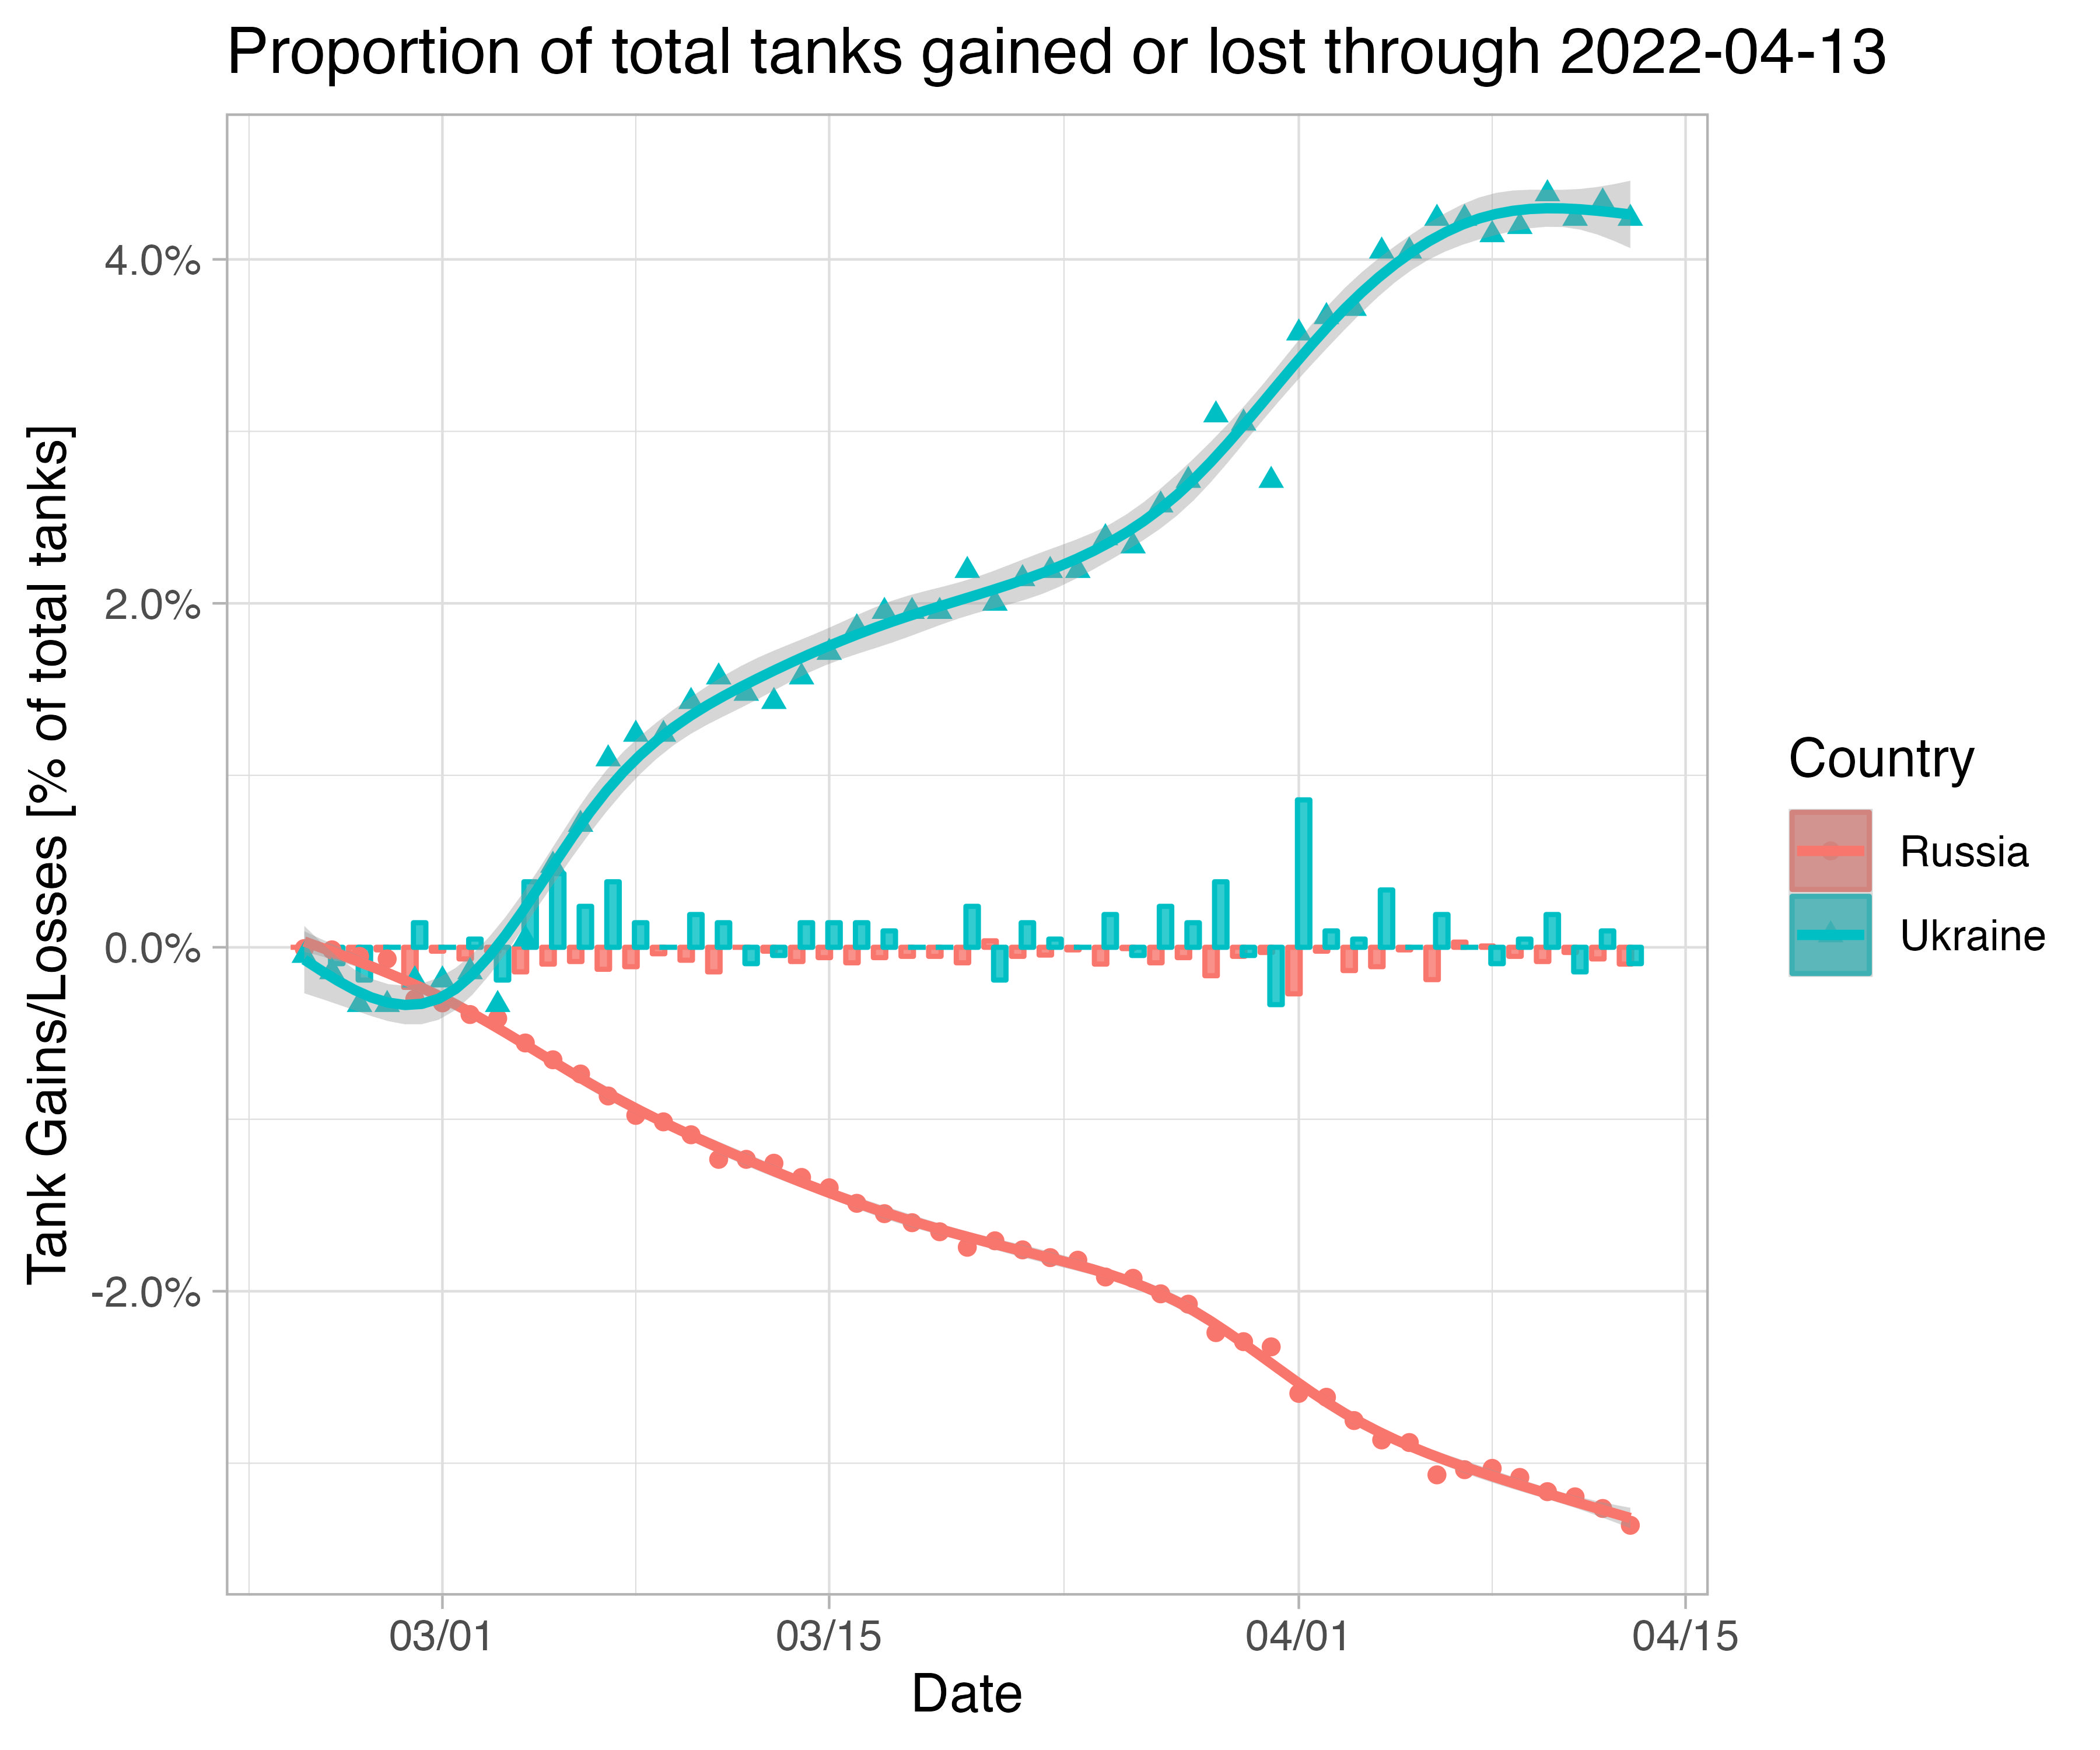 Proportion of total tanks gained or lost through 2022-04-13
Tank Gains/Losses [% of total tanks]
4.0%
2.0%
0.0%
-2.0%
03/01
03/15
04/01
04/15
Date
Country
Russia
Ukraine